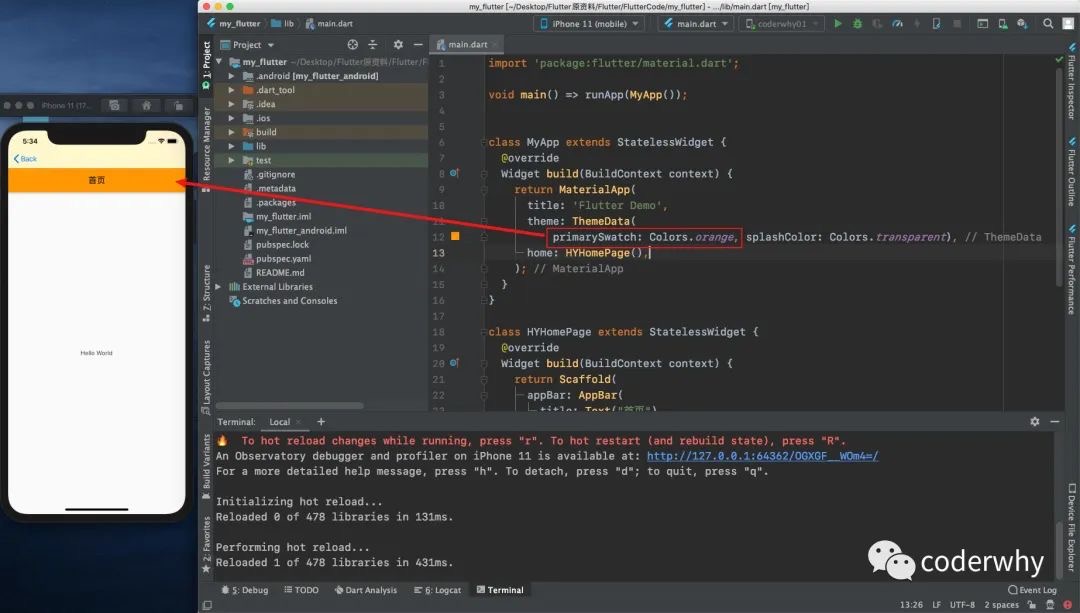 my_flutter [~/Desktop/Flutter原资料/Flutter/FlutterCode/my_flutter] - .../lib/main.dart [my_flutter]
my_flutter
lib
main.dart
iPhone 11 (mobile)
main.dart
coderwhy01
1: Project
Resource Manager
Z: Structure
Layout Captures
Build Variants
2: Favorites
Project
my_flutter ~/Desktop/Flutter原资料/Flutter/F
.android [my_flutter_android]
.dart_tool
.idea
.ios
build
lib
test
.gitignore
.metadata
.packages
my_flutter.iml
my_flutter_android.iml
pubspec.lock
pubspec.yaml
README.md
External Libraries
Scratches and Consoles
iPhone 11 (17...
5:34
Back
首页
Hello World
main.dart
1 import 'package:flutter/material.dart';
2
3 void main() => runApp(MyApp());
4
5
6 class MyApp extends StatelessWidget {
7 @override
8 Widget build(BuildContext context) {
9 return MaterialApp(
10 title: 'Flutter Demo',
11 theme: ThemeData(
12 primarySwatch: Colors.orange, splashColor: Colors.transparent), // ThemeData
13 home: HYHomePage(),
14 ); // MaterialApp
15 }
16 }
17
18 class HYHomePage extends StatelessWidget {
19 @override
20 Widget build(BuildContext context) {
21 return Scaffold(
22 appBar: AppBar(
23 title: Text("首页")
Flutter Inspector
Flutter Outline
Flutter Performance
Device File Explorer
Terminal: Local
To hot reload changes while running, press "r". To hot restart (and rebuild state), press "R".
An Observatory debugger and profiler on iPhone 11 is available at: http://127.0.0.1:64362/OGXGF__WOm4=/
For a more detailed help message, press "h". To detach, press "d"; to quit, press "q".
Initializing hot reload...
Reloaded 0 of 478 libraries in 131ms.
Performing hot reload...
Reloaded 1 of 478 libraries in 431ms.
coderwhy
5: Debug
TODO
Dart Analysis
6: Logcat
Terminal
Event Log
13:26 LF UTF-8 2 spaces